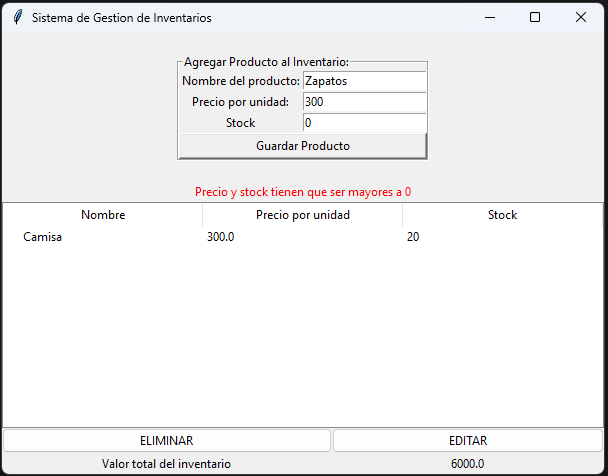 Sistema de Gestion de Inventarios
Agregar Producto al Inventario:
Nombre del producto: Zapatos
Precio por unidad: 300
Stock 0
Guardar Producto
Precio y stock tienen que ser mayores a 0
Nombre Precio por unidad Stock
Camisa 300.0 20
ELIMINAR EDITAR
Valor total del inventario 6000.0